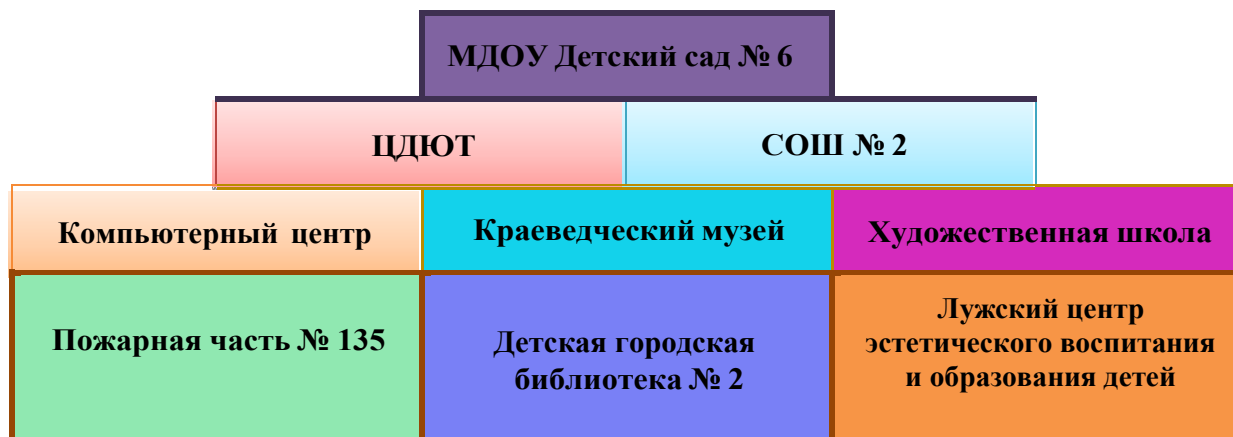 МДОУ Детский сад № 6
ЦДЮТ
СОШ № 2
Компьютерный центр
Краеведческий музей
Художественная школа
Пожарная часть № 135
Детская городская
библиотека № 2
Лужский центр
эстетического воспитания
и образования детей